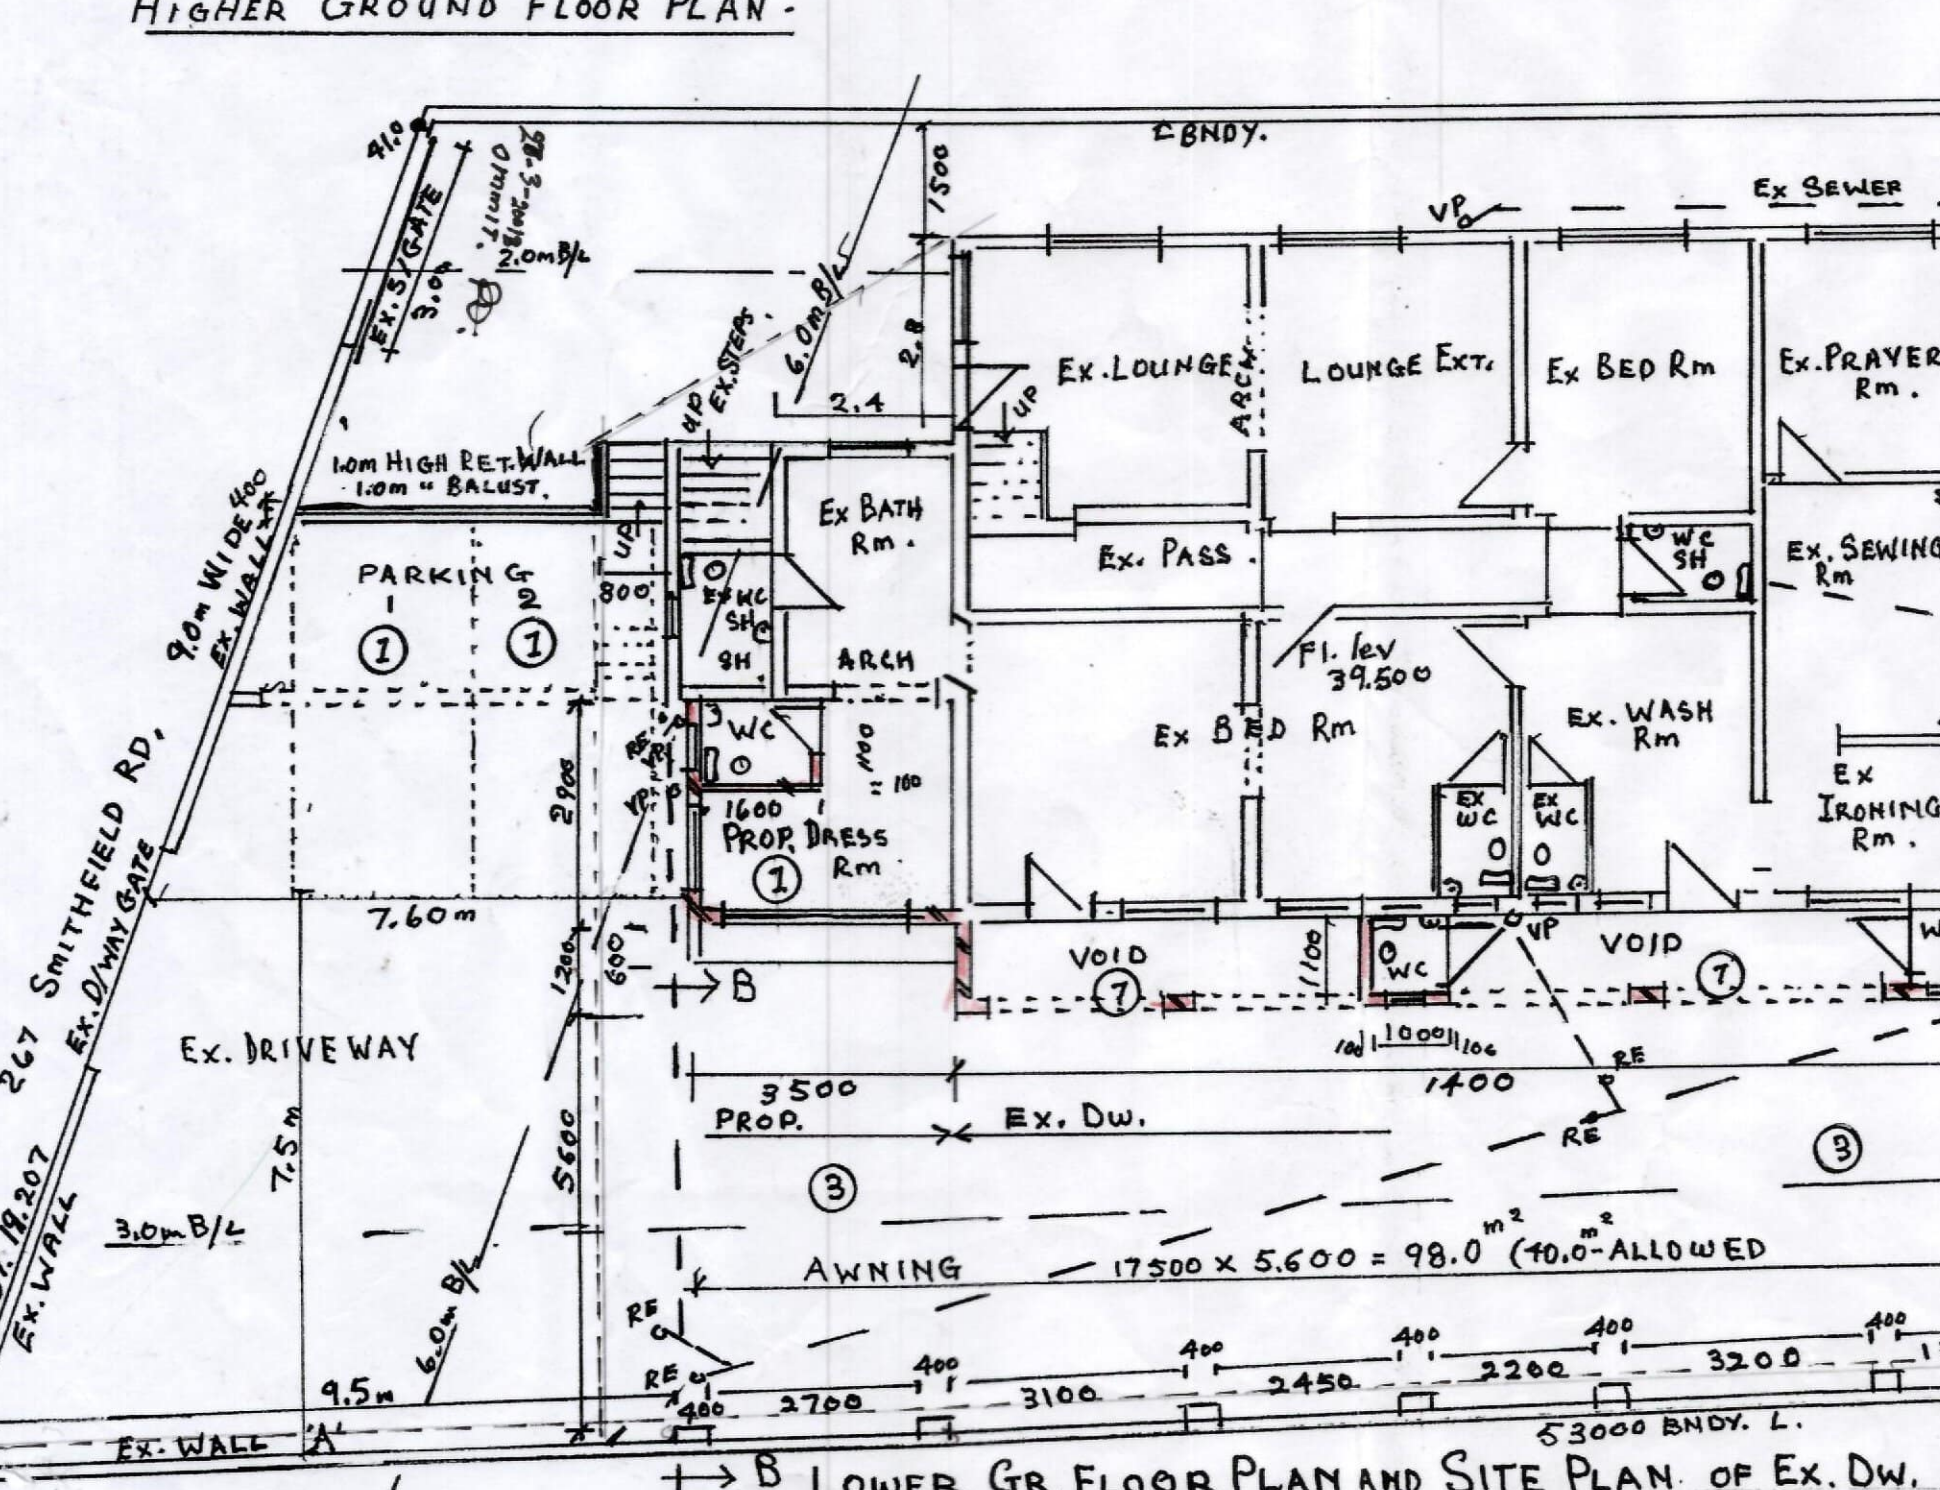 HIGHER GROUND FLOOR PLAN.
41.0
EX. S/GATE
3.0
2.0m B/L
6.0m B/L
1500
BNDY.
VP
EX SEWER
EX. STEPS.
UP
2.8
2.4
UP
EX. LOUNGE
ARCH
LOUNGE EXT.
EX BED Rm
EX. PRAYER
Rm.
1.0m HIGH RET. WALL
1.0m " BALUST.
9.0m WIDE
400
EX WALL
PARKING
1
2
1
1
UP
800
EX BATH
Rm.
EX WC
SH
SH
ARCH
EX. PASS.
WC
SH
EX. SEWING
Rm
Fl. lev
39.500
EX BED Rm
EX. WASH
Rm
EX
IRONING
Rm.
EX
WC
EX
WC
WC
RE
VP
1100
100
1600
PROP. DRESS
Rm
1
2900
267 SMITHFIELD RD.
EX. D/WAY GATE
7.60m
1200
600
B
VOID
7
1100
WC
VP
VOID
7
W
EX. DRIVEWAY
100
1000
100
RE
RE
3500
1400
PROP.
EX. DW.
7.5m
5600
3
3
19.207
EX. WALL
3.0m B/L
6.0m B/L
AWNING
17500 x 5.600 = 98.0 m² (40.0 m²-ALLOWED
RE
RE
400
2700
400
3100
400
2450
400
2200
400
3200
400
9.5m
EX. WALL
'A'
53000 BNDY. L.
B
LOWER GR FLOOR PLAN AND SITE PLAN OF EX. DW.